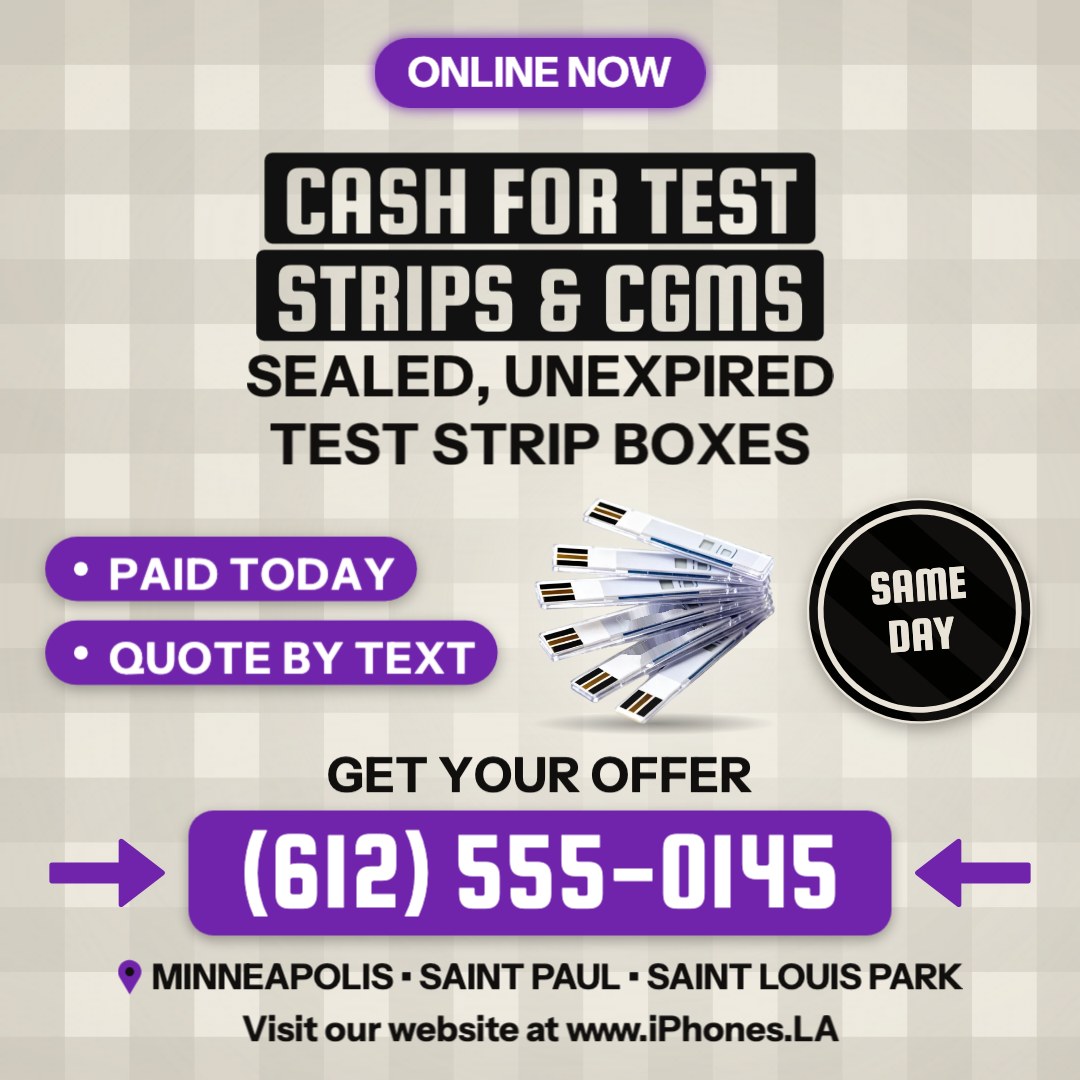 ONLINE NOW
CASH FOR TEST
STRIPS & CGMS
SEALED, UNEXPIRED
TEST STRIP BOXES
• PAID TODAY
• QUOTE BY TEXT
SAME
DAY
GET YOUR OFFER
(612) 555-0145
MINNEAPOLIS ▪ SAINT PAUL ▪ SAINT LOUIS PARK
Visit our website at www.iPhones.LA